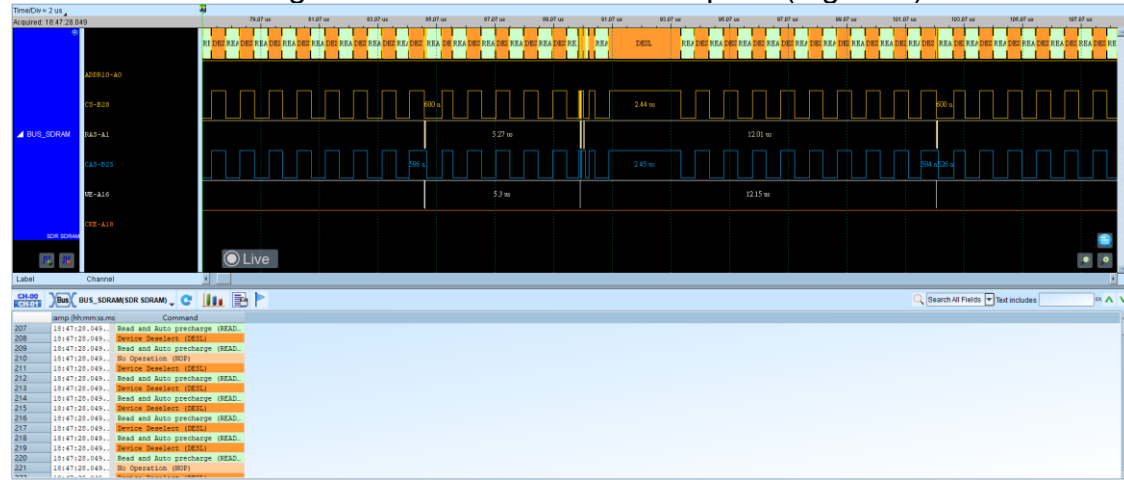 Time/Div = 2 us
Acquired: 18:47:28.049
79.07 us 81.07 us 83.07 us 85.07 us 87.07 us 89.07 us 91.07 us 93.07 us 95.07 us 97.07 us 99.07 us 101.07 us 103.07 us 105.07 us 107.07 us
DESL
ADDR10-A0
CS-B28 600 n 2.44 us 608 n
BUS_SDRAM RAS-A1 5.27 us 12.01 us
CAS-B25 586 n 2.45 us 584 n 526 n
WE-A16 5.3 us 12.15 us
CKE-A18
SDR SDRAM
Live
Label Channel
CH-00
CH-01 Bus BUS_SDRAM(SDR SDRAM) Search All Fields Text includes
amp (hh:mm:ss.ms Command
207 18:47:28.049.. Read and Auto precharge (READ..
208 18:47:28.049.. Device Deselect (DESL)
209 18:47:28.049.. Read and Auto precharge (READ..
210 18:47:28.049.. No Operation (NOP)
211 18:47:28.049.. Device Deselect (DESL)
212 18:47:28.049.. Read and Auto precharge (READ..
213 18:47:28.049.. Device Deselect (DESL)
214 18:47:28.049.. Read and Auto precharge (READ..
215 18:47:28.049.. Device Deselect (DESL)
216 18:47:28.049.. Read and Auto precharge (READ..
217 18:47:28.049.. Device Deselect (DESL)
218 18:47:28.049.. Read and Auto precharge (READ..
219 18:47:28.049.. Device Deselect (DESL)
220 18:47:28.049.. Read and Auto precharge (READ..
221 18:47:28.049.. No Operation (NOP)